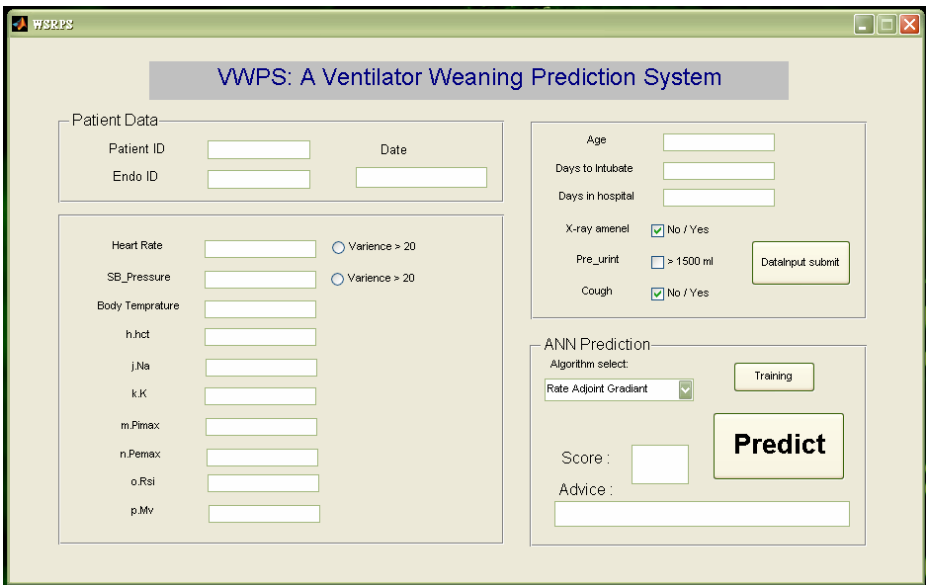 WSRPS
VWPS: A Ventilator Weaning Prediction System
Patient Data
Patient ID
Date
Endo ID
Heart Rate
Varience > 20
SB_Pressure
Varience > 20
Body Temprature
h.hct
j.Na
k.K
m.Pimax
n.Pemax
o.Rsi
p.Mv
Age
Days to Intubate
Days in hospital
X-ray amenel
No / Yes
Pre_urint
> 1500 ml
Cough
No / Yes
DataInput submit
ANN Prediction
Algorithm select:
Rate Adjoint Gradiant
Training
Predict
Score :
Advice :